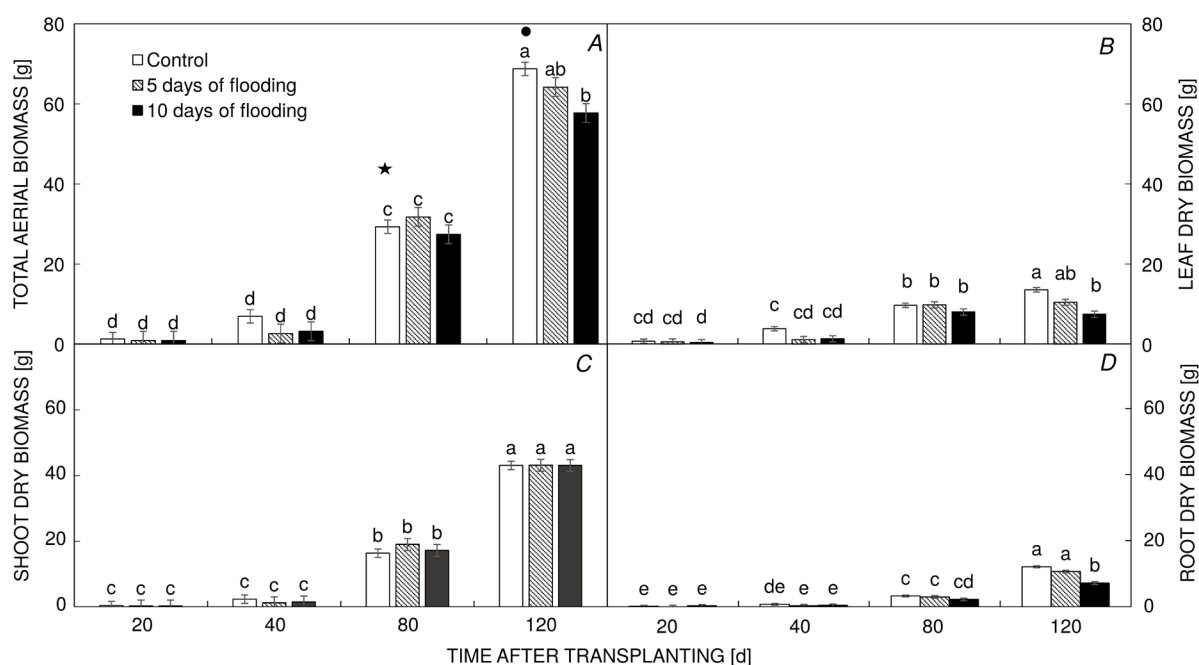 TOTAL AERIAL BIOMASS [g]
80
60
40
20
0
Control
5 days of flooding
10 days of flooding
A
d d d
d d d
c c c
a ab b
B
cd cd d
c cd cd
b b b
a ab b
LEAF DRY BIOMASS [g]
80
60
40
20
0
SHOOT DRY BIOMASS [g]
60
40
20
0
C
c c c
c c c
b b b
a a a
20 40 80 120
D
e e e
de e e
c c cd
a a b
20 40 80 120
ROOT DRY BIOMASS [g]
60
40
20
0
TIME AFTER TRANSPLANTING [d]